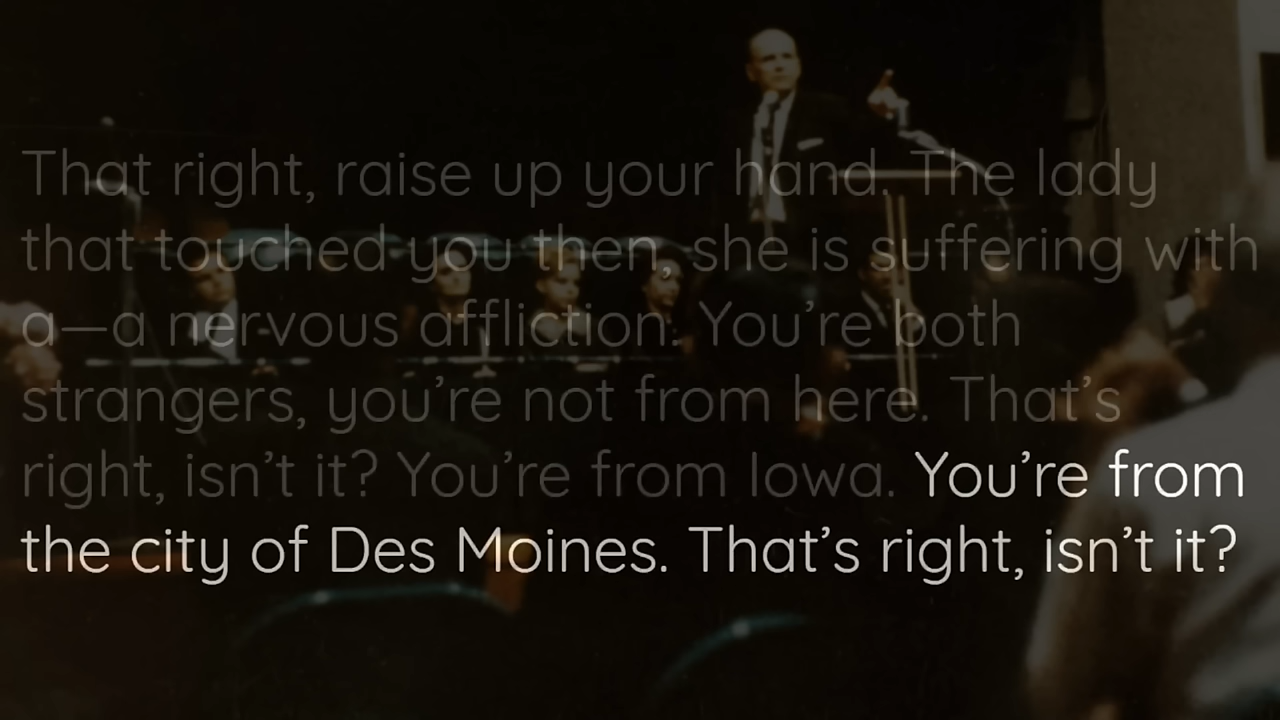 That right, raise up your hand. The lady
that touched you then, she is suffering with
a—a nervous affliction. You’re both
strangers, you’re not from here. That’s
right, isn’t it? You’re from Iowa. You’re from
the city of Des Moines. That’s right, isn’t it?